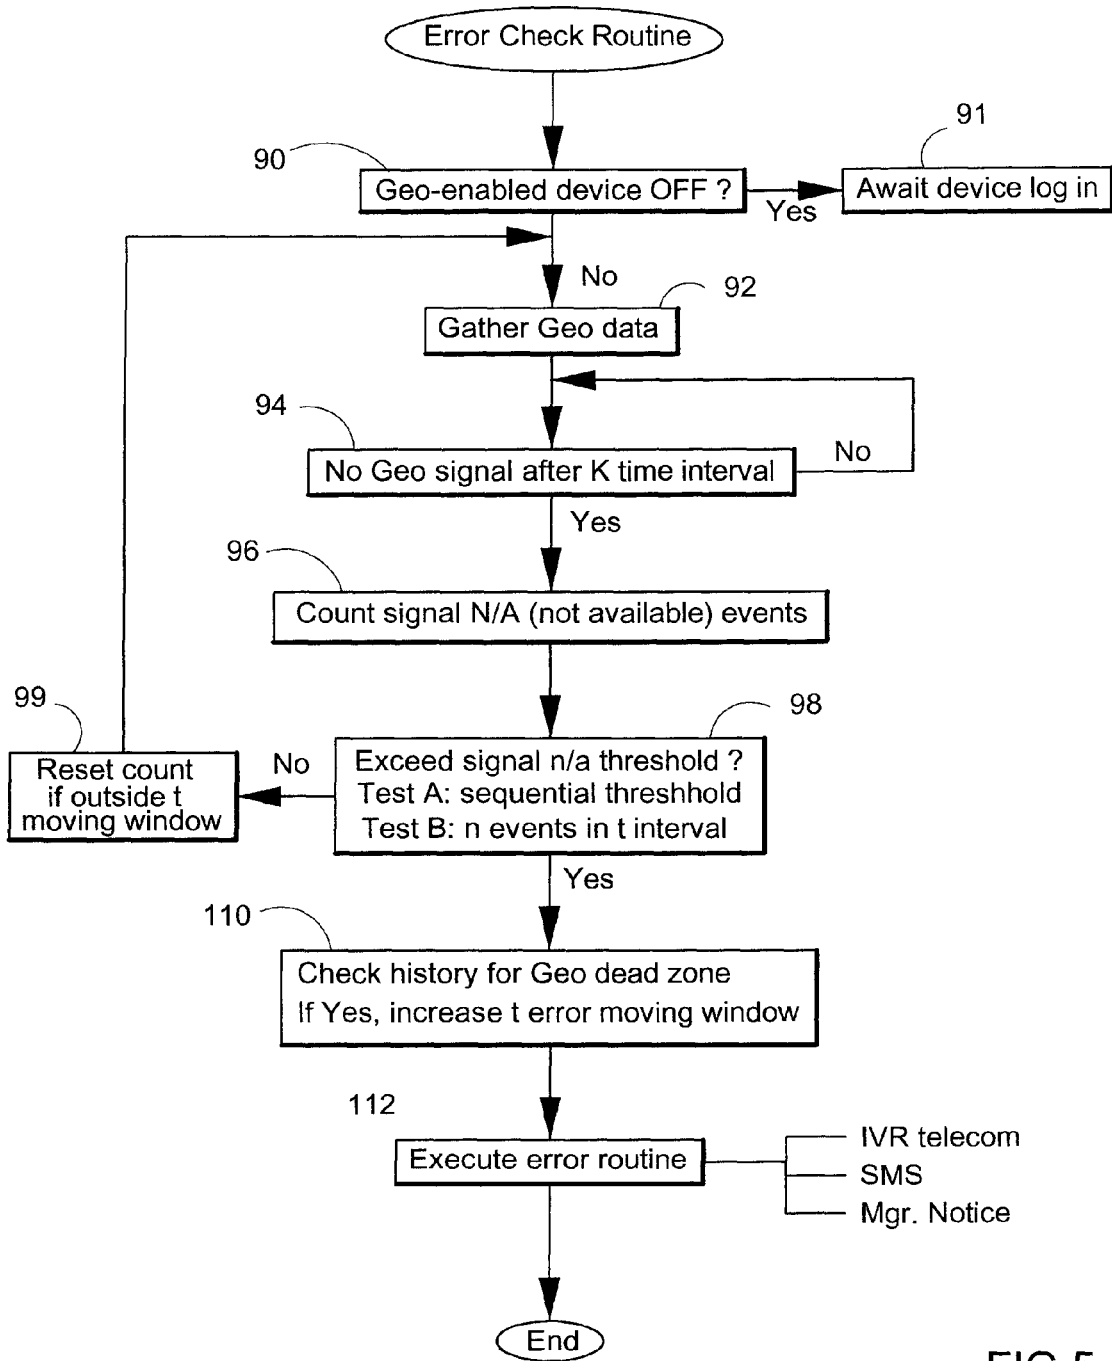 Error Check Routine
90
Geo-enabled device OFF ?
Yes
91
Await device log in
No
92
Gather Geo data
94
No Geo signal after K time interval
No
Yes
96
Count signal N/A (not available) events
98
Exceed signal n/a threshold ?
Test A: sequential threshhold
Test B: n events in t interval
No
99
Reset count
if outside t
moving window
Yes
110
Check history for Geo dead zone
If Yes, increase t error moving window
112
Execute error routine
IVR telecom
SMS
Mgr. Notice
End